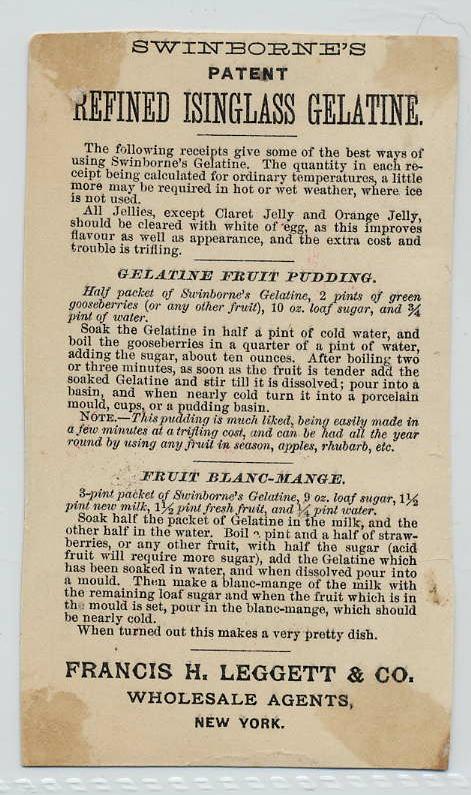 SWINBORNE'S
PATENT
REFINED ISINGLASS GELATINE.
The following receipts give some of the best ways of
using Swinborne's Gelatine. The quantity in each re-
ceipt being calculated for ordinary temperatures, a little
more may be required in hot or wet weather, where ice
is not used.
All Jellies, except Claret Jelly and Orange Jelly,
should be cleared with white of egg, as this improves
flavour as well as appearance, and the extra cost and
trouble is trifling.
GELATINE FRUIT PUDDING.
Half packet of Swinborne's Gelatine, 2 pints of green
gooseberries (or any other fruit), 10 oz. loaf sugar, and ¾
pint of water.
Soak the Gelatine in half a pint of cold water, and
boil the gooseberries in a quarter of a pint of water,
adding the sugar, about ten ounces. After boiling two
or three minutes, as soon as the fruit is tender add the
soaked Gelatine and stir till it is dissolved; pour into a
basin, and when nearly cold turn it into a porcelain
mould, cups, or a pudding basin.
NOTE.—This pudding is much liked, being easily made in
a few minutes at a trifling cost, and can be had all the year
round by using any fruit in season, apples, rhubarb, etc.
FRUIT BLANC-MANGE.
3-pint packet of Swinborne's Gelatine, 9 oz. loaf sugar, 1½
pint new milk, 1½ pint fresh fruit, and ¼ pint water.
Soak half the packet of Gelatine in the milk, and the
other half in the water. Boil a pint and a half of straw-
berries, or any other fruit, with half the sugar (acid
fruit will require more sugar), add the Gelatine which
has been soaked in water, and when dissolved pour into
a mould. Then make a blanc-mange of the milk with
the remaining loaf sugar and when the fruit which is in
the mould is set, pour in the blanc-mange, which should
be nearly cold.
When turned out this makes a very pretty dish.
FRANCIS H. LEGGETT & CO.
WHOLESALE AGENTS,
NEW YORK.